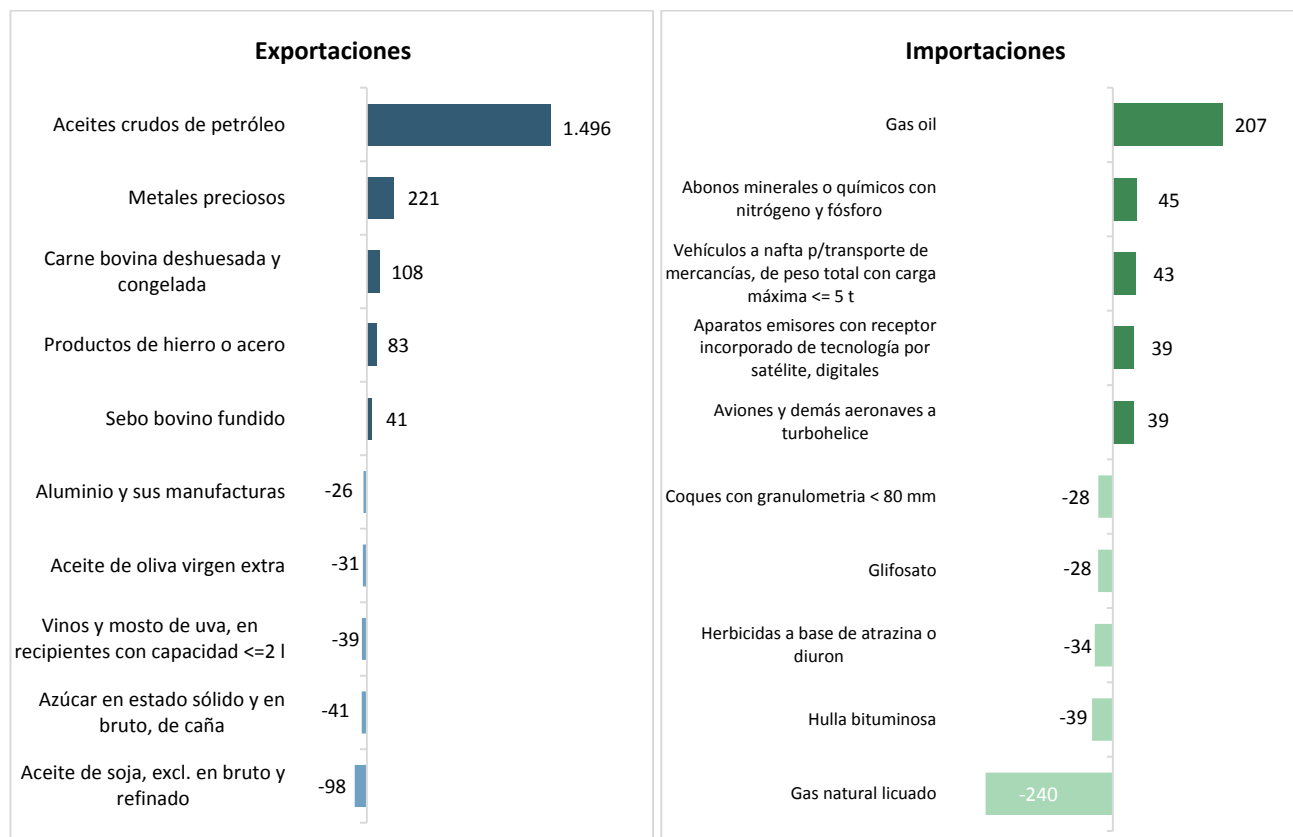 Exportaciones
Aceites crudos de petróleo
1.496
Metales preciosos
221
Carne bovina deshuesada y
congelada
108
Productos de hierro o acero
83
Sebo bovino fundido
41
Aluminio y sus manufacturas
-26
Aceite de oliva virgen extra
-31
Vinos y mosto de uva, en
recipientes con capacidad <=2 l
-39
Azúcar en estado sólido y en
bruto, de caña
-41
Aceite de soja, excl. en bruto y
refinado
-98
Importaciones
Gas oil
207
Abonos minerales o químicos con
nitrógeno y fósforo
45
Vehículos a nafta p/transporte de
mercancías, de peso total con carga
máxima <= 5 t
43
Aparatos emisores con receptor
incorporado de tecnología por
satélite, digitales
39
Aviones y demás aeronaves a
turbohelice
39
Coques con granulometria < 80 mm
-28
Glifosato
-28
Herbicidas a base de atrazina o
diuron
-34
Hulla bituminosa
-39
Gas natural licuado
-240